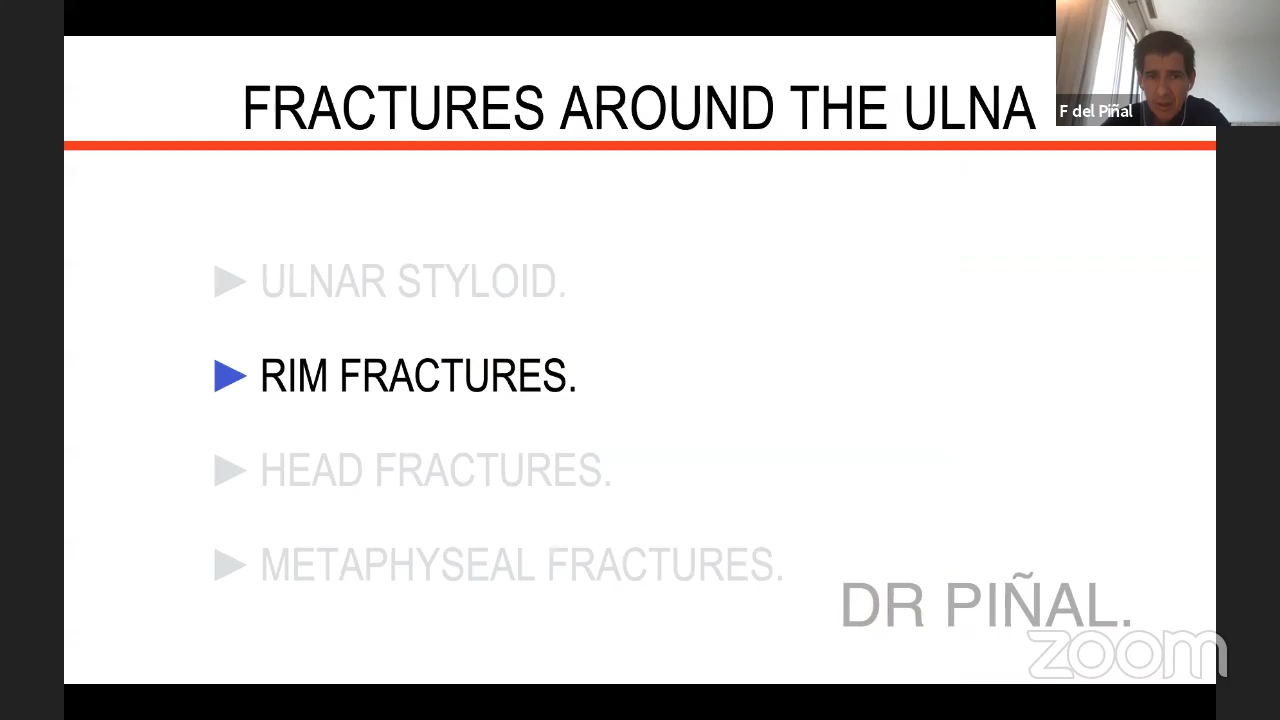 FRACTURES AROUND THE ULNA
F del Piñal
ULNAR STYLOID.
RIM FRACTURES.
HEAD FRACTURES.
METAPHYSEAL FRACTURES.
DR PIÑAL.
zoom